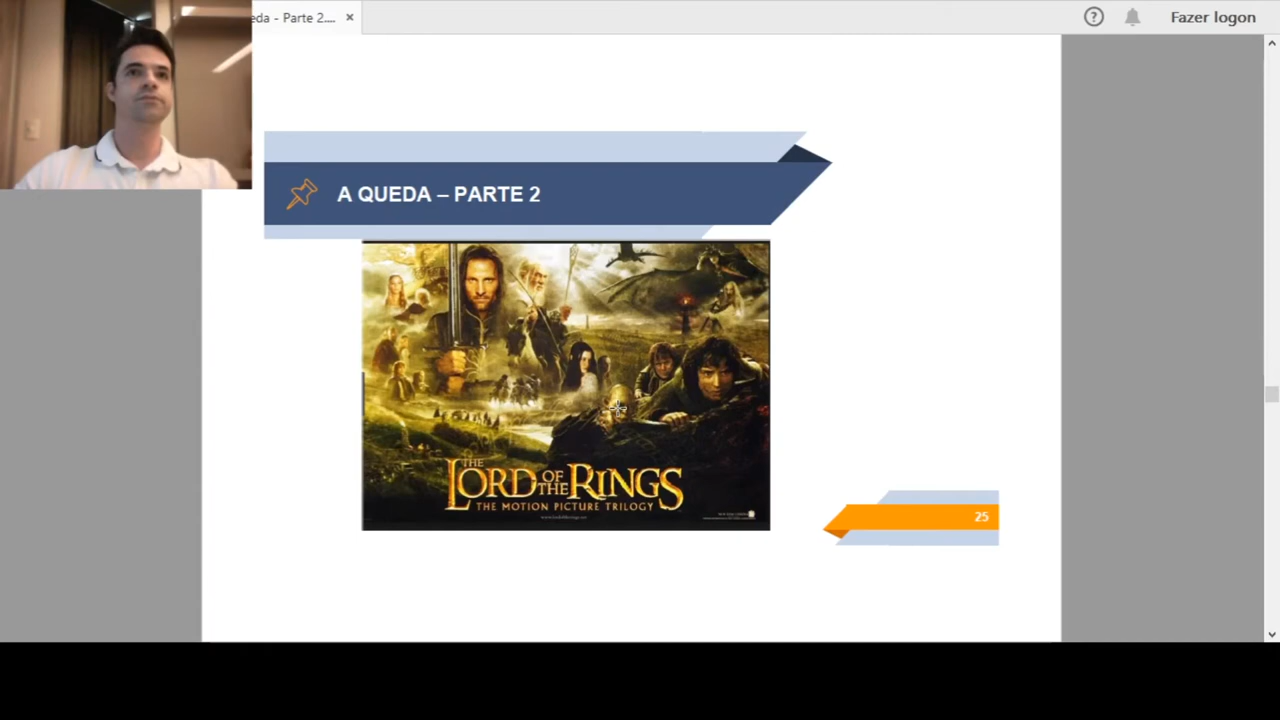 eda - Parte 2....
Fazer logon
A QUEDA – PARTE 2
THE
LORD OF THE RINGS
THE MOTION PICTURE TRILOGY
25